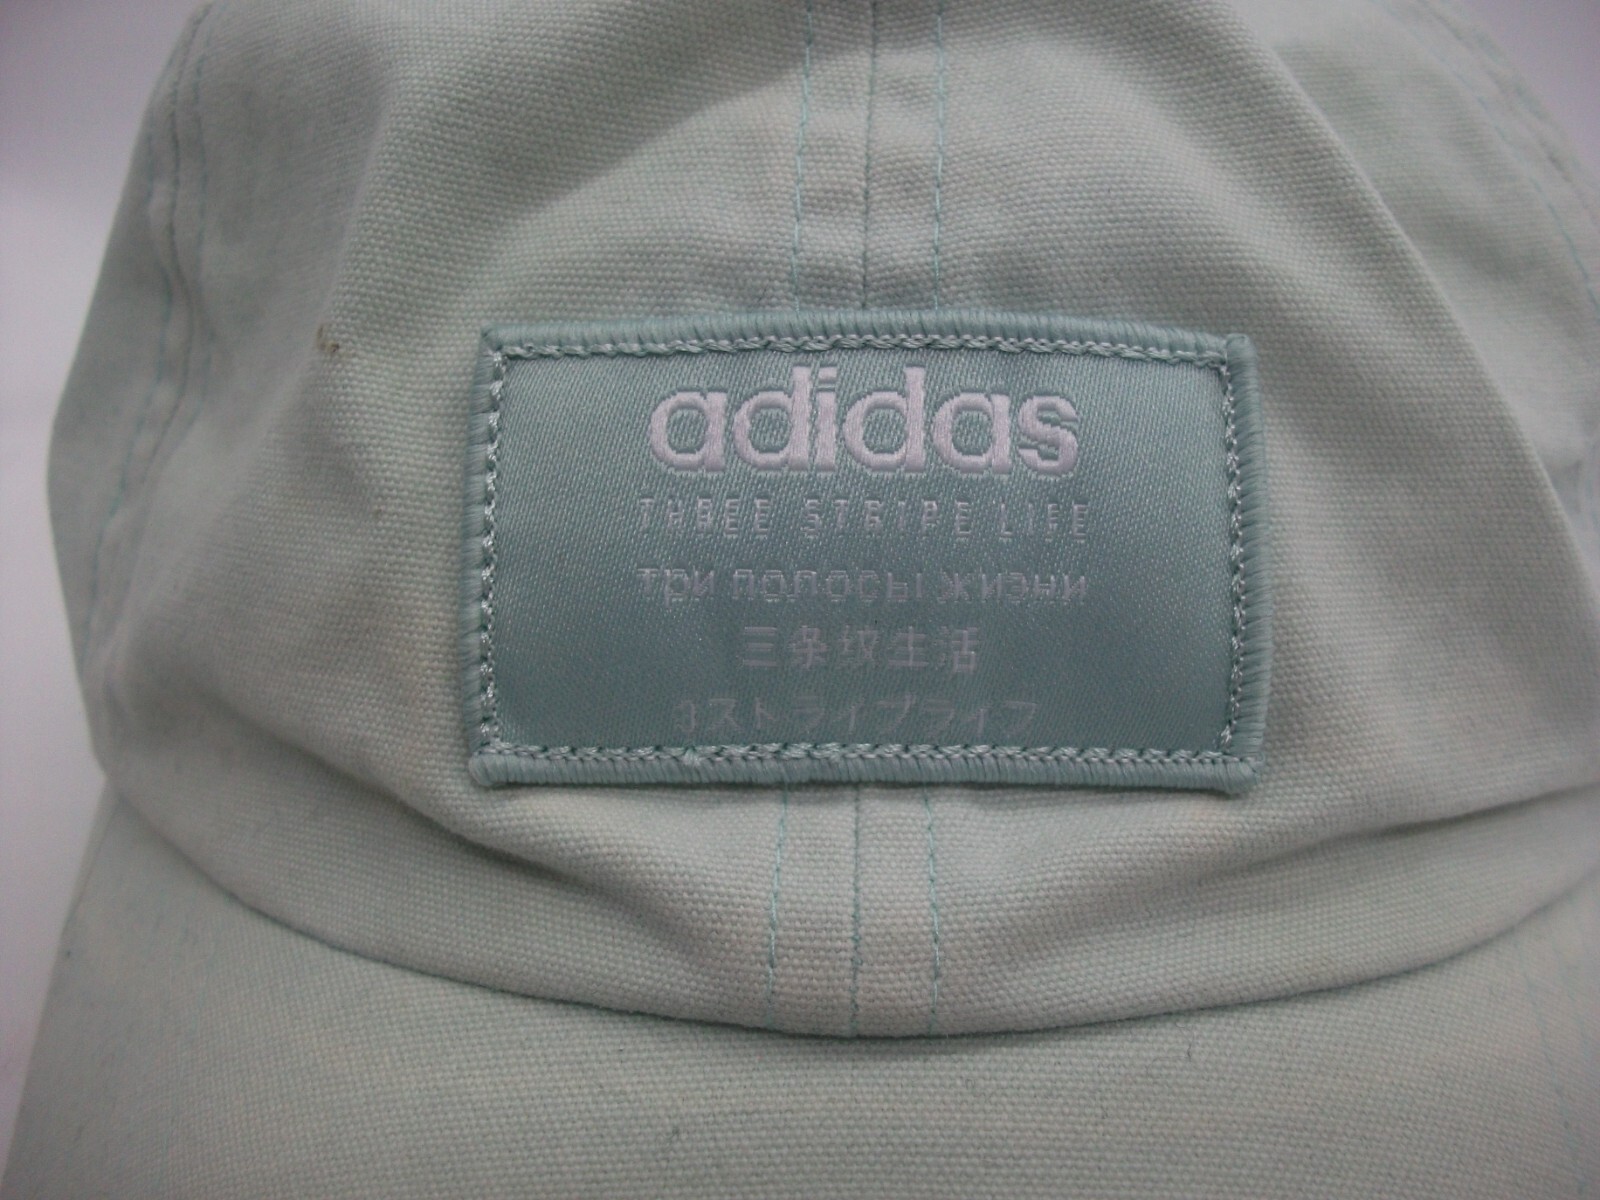 adidas
THREE STRIPE LIFE
три полосы жизни
三条纹生活
3ストライプライフ